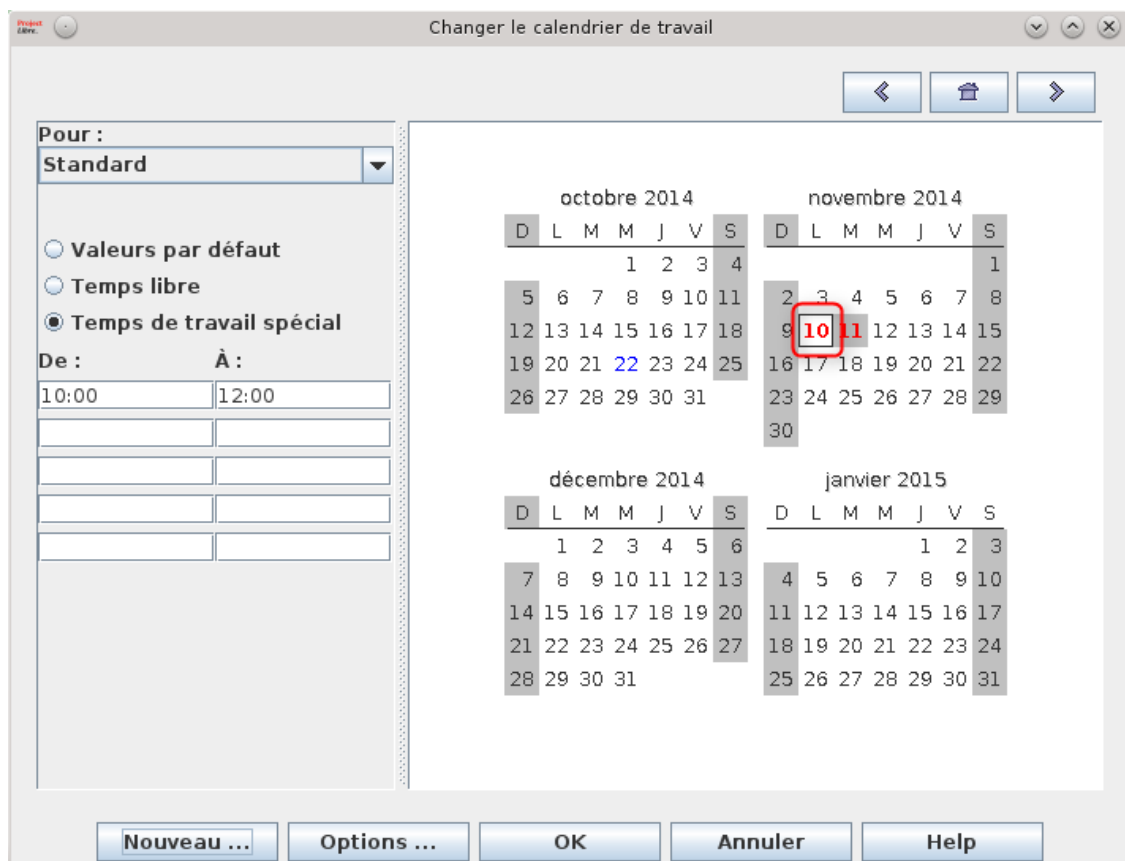 Project Libre.
Changer le calendrier de travail
Pour :
Standard
Valeurs par défaut
Temps libre
Temps de travail spécial
De : À :
10:00 12:00
octobre 2014
D L M M J V S
1 2 3 4
5 6 7 8 9 10 11
12 13 14 15 16 17 18
19 20 21 22 23 24 25
26 27 28 29 30 31
novembre 2014
D L M M J V S
1
2 3 4 5 6 7 8
9 10 11 12 13 14 15
16 17 18 19 20 21 22
23 24 25 26 27 28 29
30
décembre 2014
D L M M J V S
1 2 3 4 5 6
7 8 9 10 11 12 13
14 15 16 17 18 19 20
21 22 23 24 25 26 27
28 29 30 31
janvier 2015
D L M M J V S
1 2 3
4 5 6 7 8 9 10
11 12 13 14 15 16 17
18 19 20 21 22 23 24
25 26 27 28 29 30 31
Nouveau ... Options ... OK Annuler Help